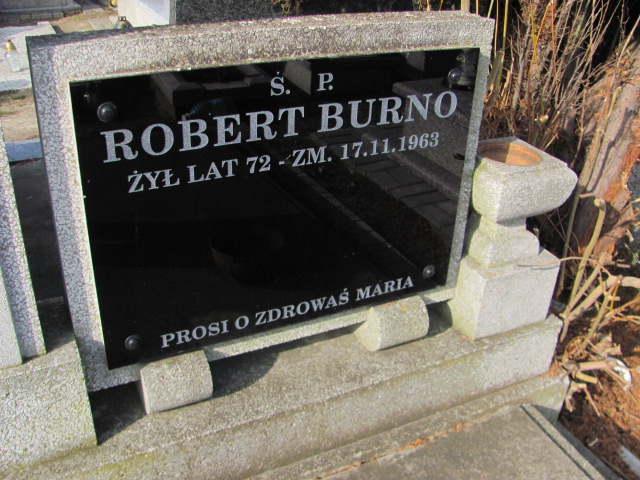 Ś. P.
ROBERT BURNO
ŻYŁ LAT 72 - ZM. 17.11.1963
PROSI O ZDROWAŚ MARIA